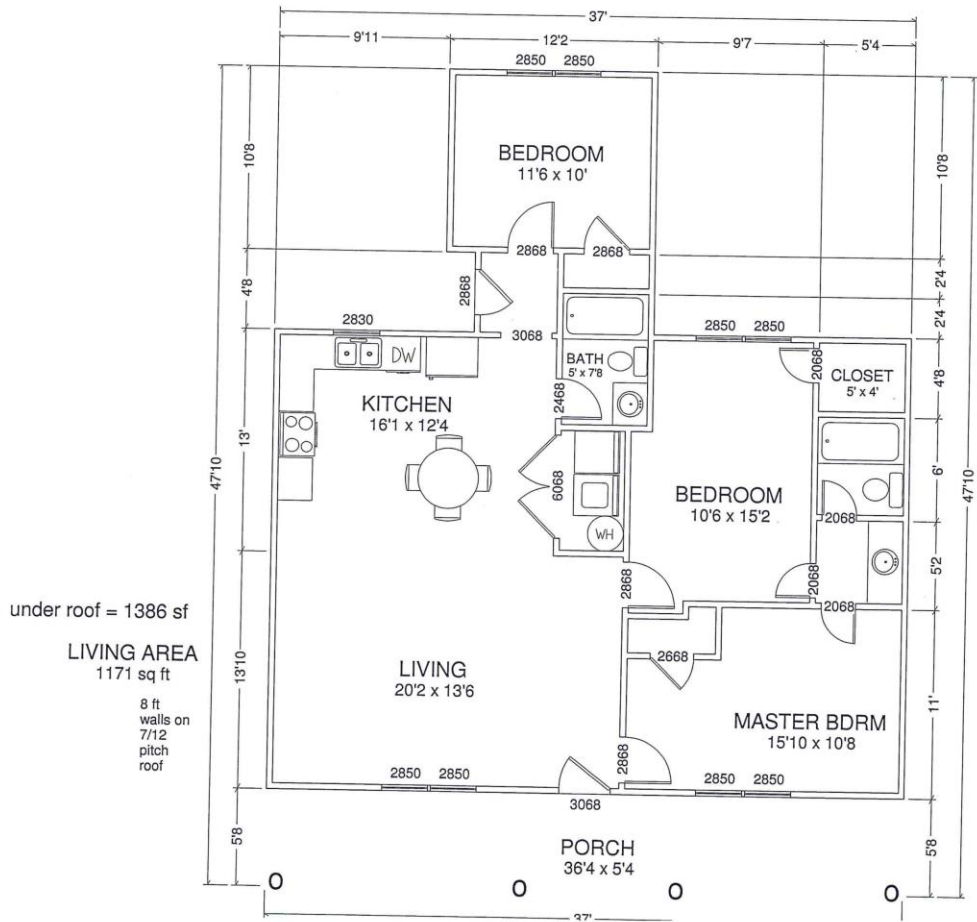 37'
9'11
12'2
9'7
5'4
2850 2850
10'8
10'8
BEDROOM
11'6 x 10'
2868
2868
2868
4'8
2'4
2'4
2830
3068
2850 2850
DW
BATH
5' x 7'8
2068
CLOSET
5' x 4'
4'8
KITCHEN
16'1 x 12'4
2468
13'
47'10
47'10
6'
6068
BEDROOM
10'6 x 15'2
2068
WH
5'2
2868
2068
2068
under roof = 1386 sf
LIVING AREA
1171 sq ft
8 ft
walls on
7/12
pitch
roof
13'10
LIVING
20'2 x 13'6
2668
11'
MASTER BDRM
15'10 x 10'8
2868
2850 2850
2850 2850
3068
5'8
5'8
PORCH
36'4 x 5'4
37'